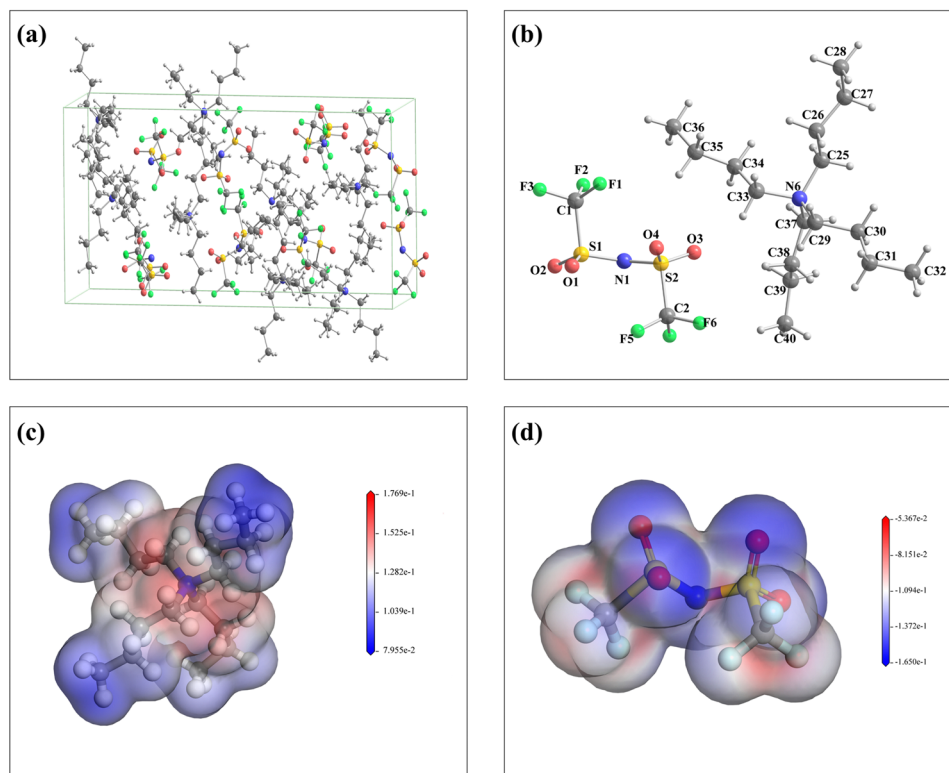 (a)
(b)
C28
C27
C26
C36
C35
C25
C34
F2
F1
F3
C33
N6
C1
C37
C30
O4
O3
C29
S1
C38
C31
O2
C32
O1
N1
S2
C39
C2
F6
F5
C40
(c)
(d)
1.769e-1
1.525e-1
1.282e-1
1.039e-1
7.955e-2
-5.367e-2
-8.151e-2
-1.094e-1
-1.372e-1
-1.650e-1